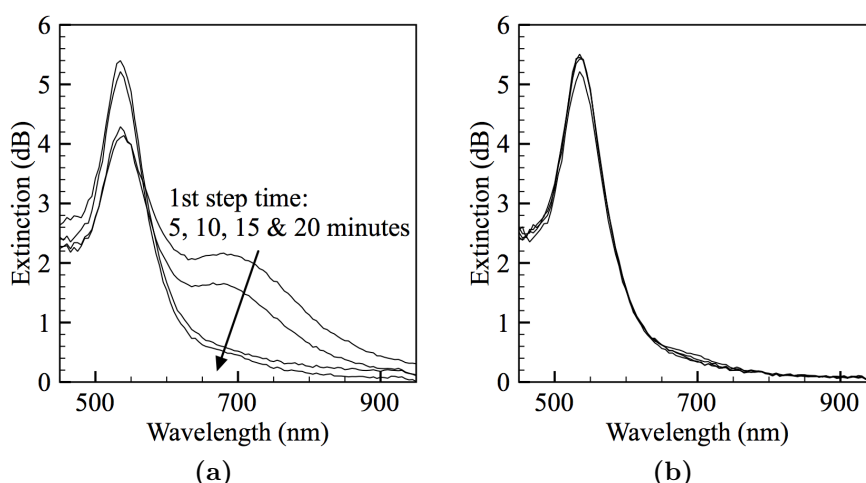 6
5
4
3
2
1
0
Extinction (dB)
1st step time:
5, 10, 15 & 20 minutes
500
700
900
Wavelength (nm)
(a)
6
5
4
3
2
1
0
Extinction (dB)
500
700
900
Wavelength (nm)
(b)